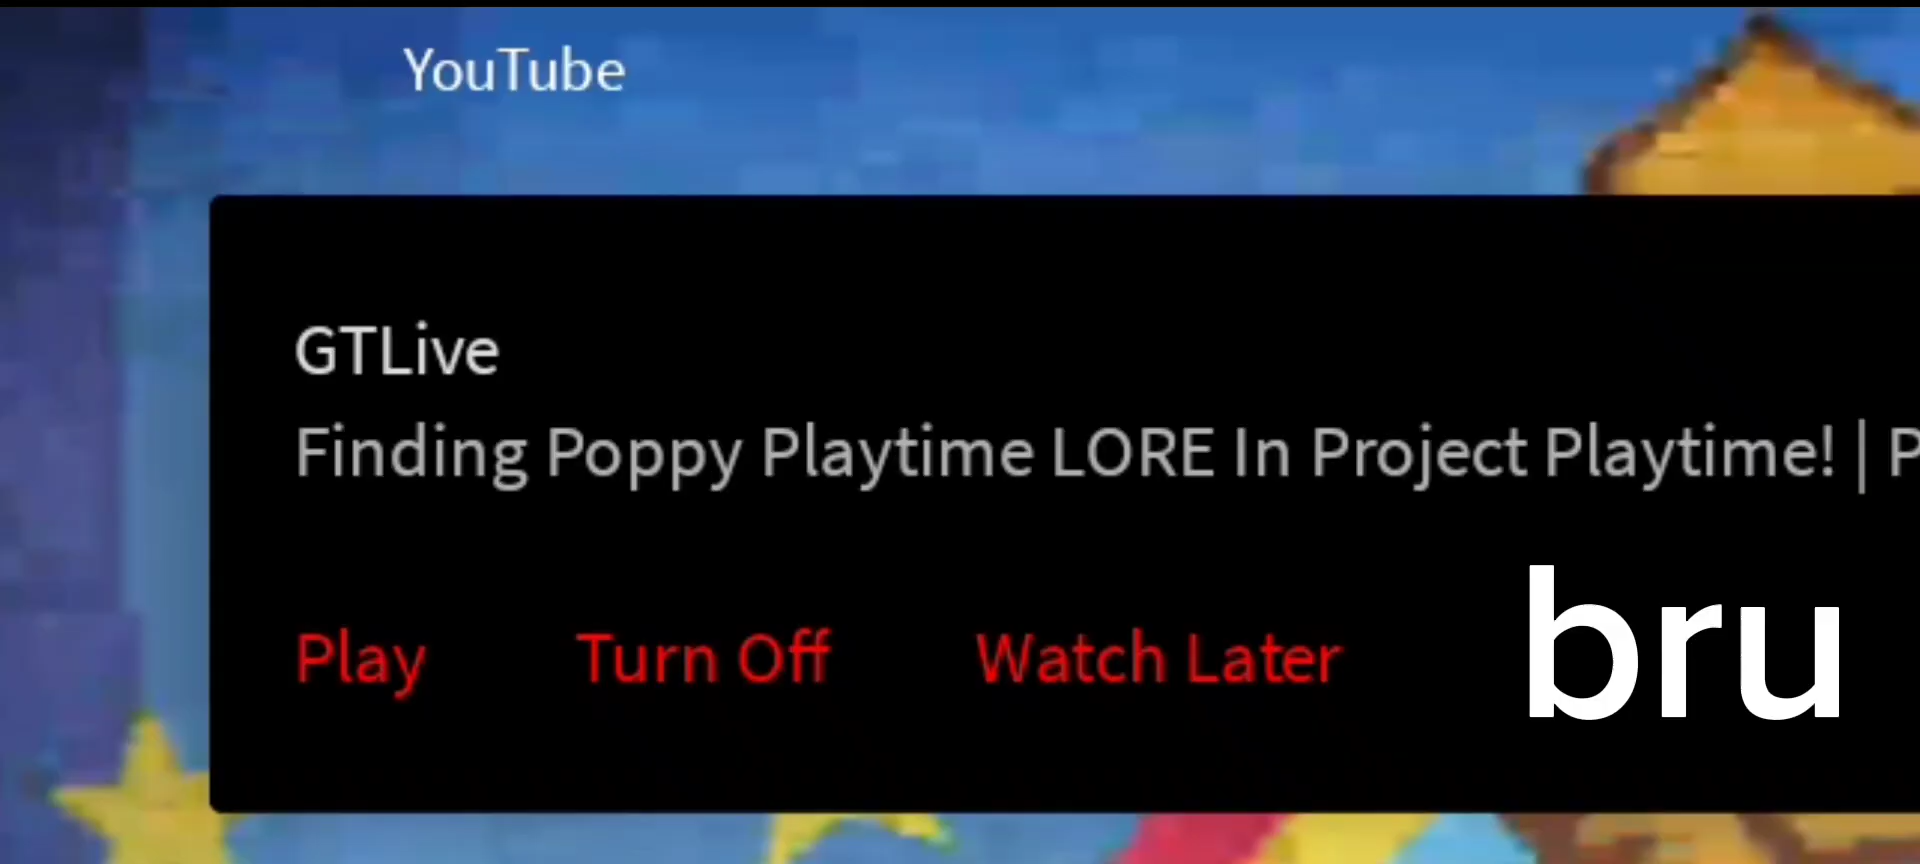 YouTube
GTLive
Finding Poppy Playtime LORE In Project Playtime! | P
Play Turn Off Watch Later
bru